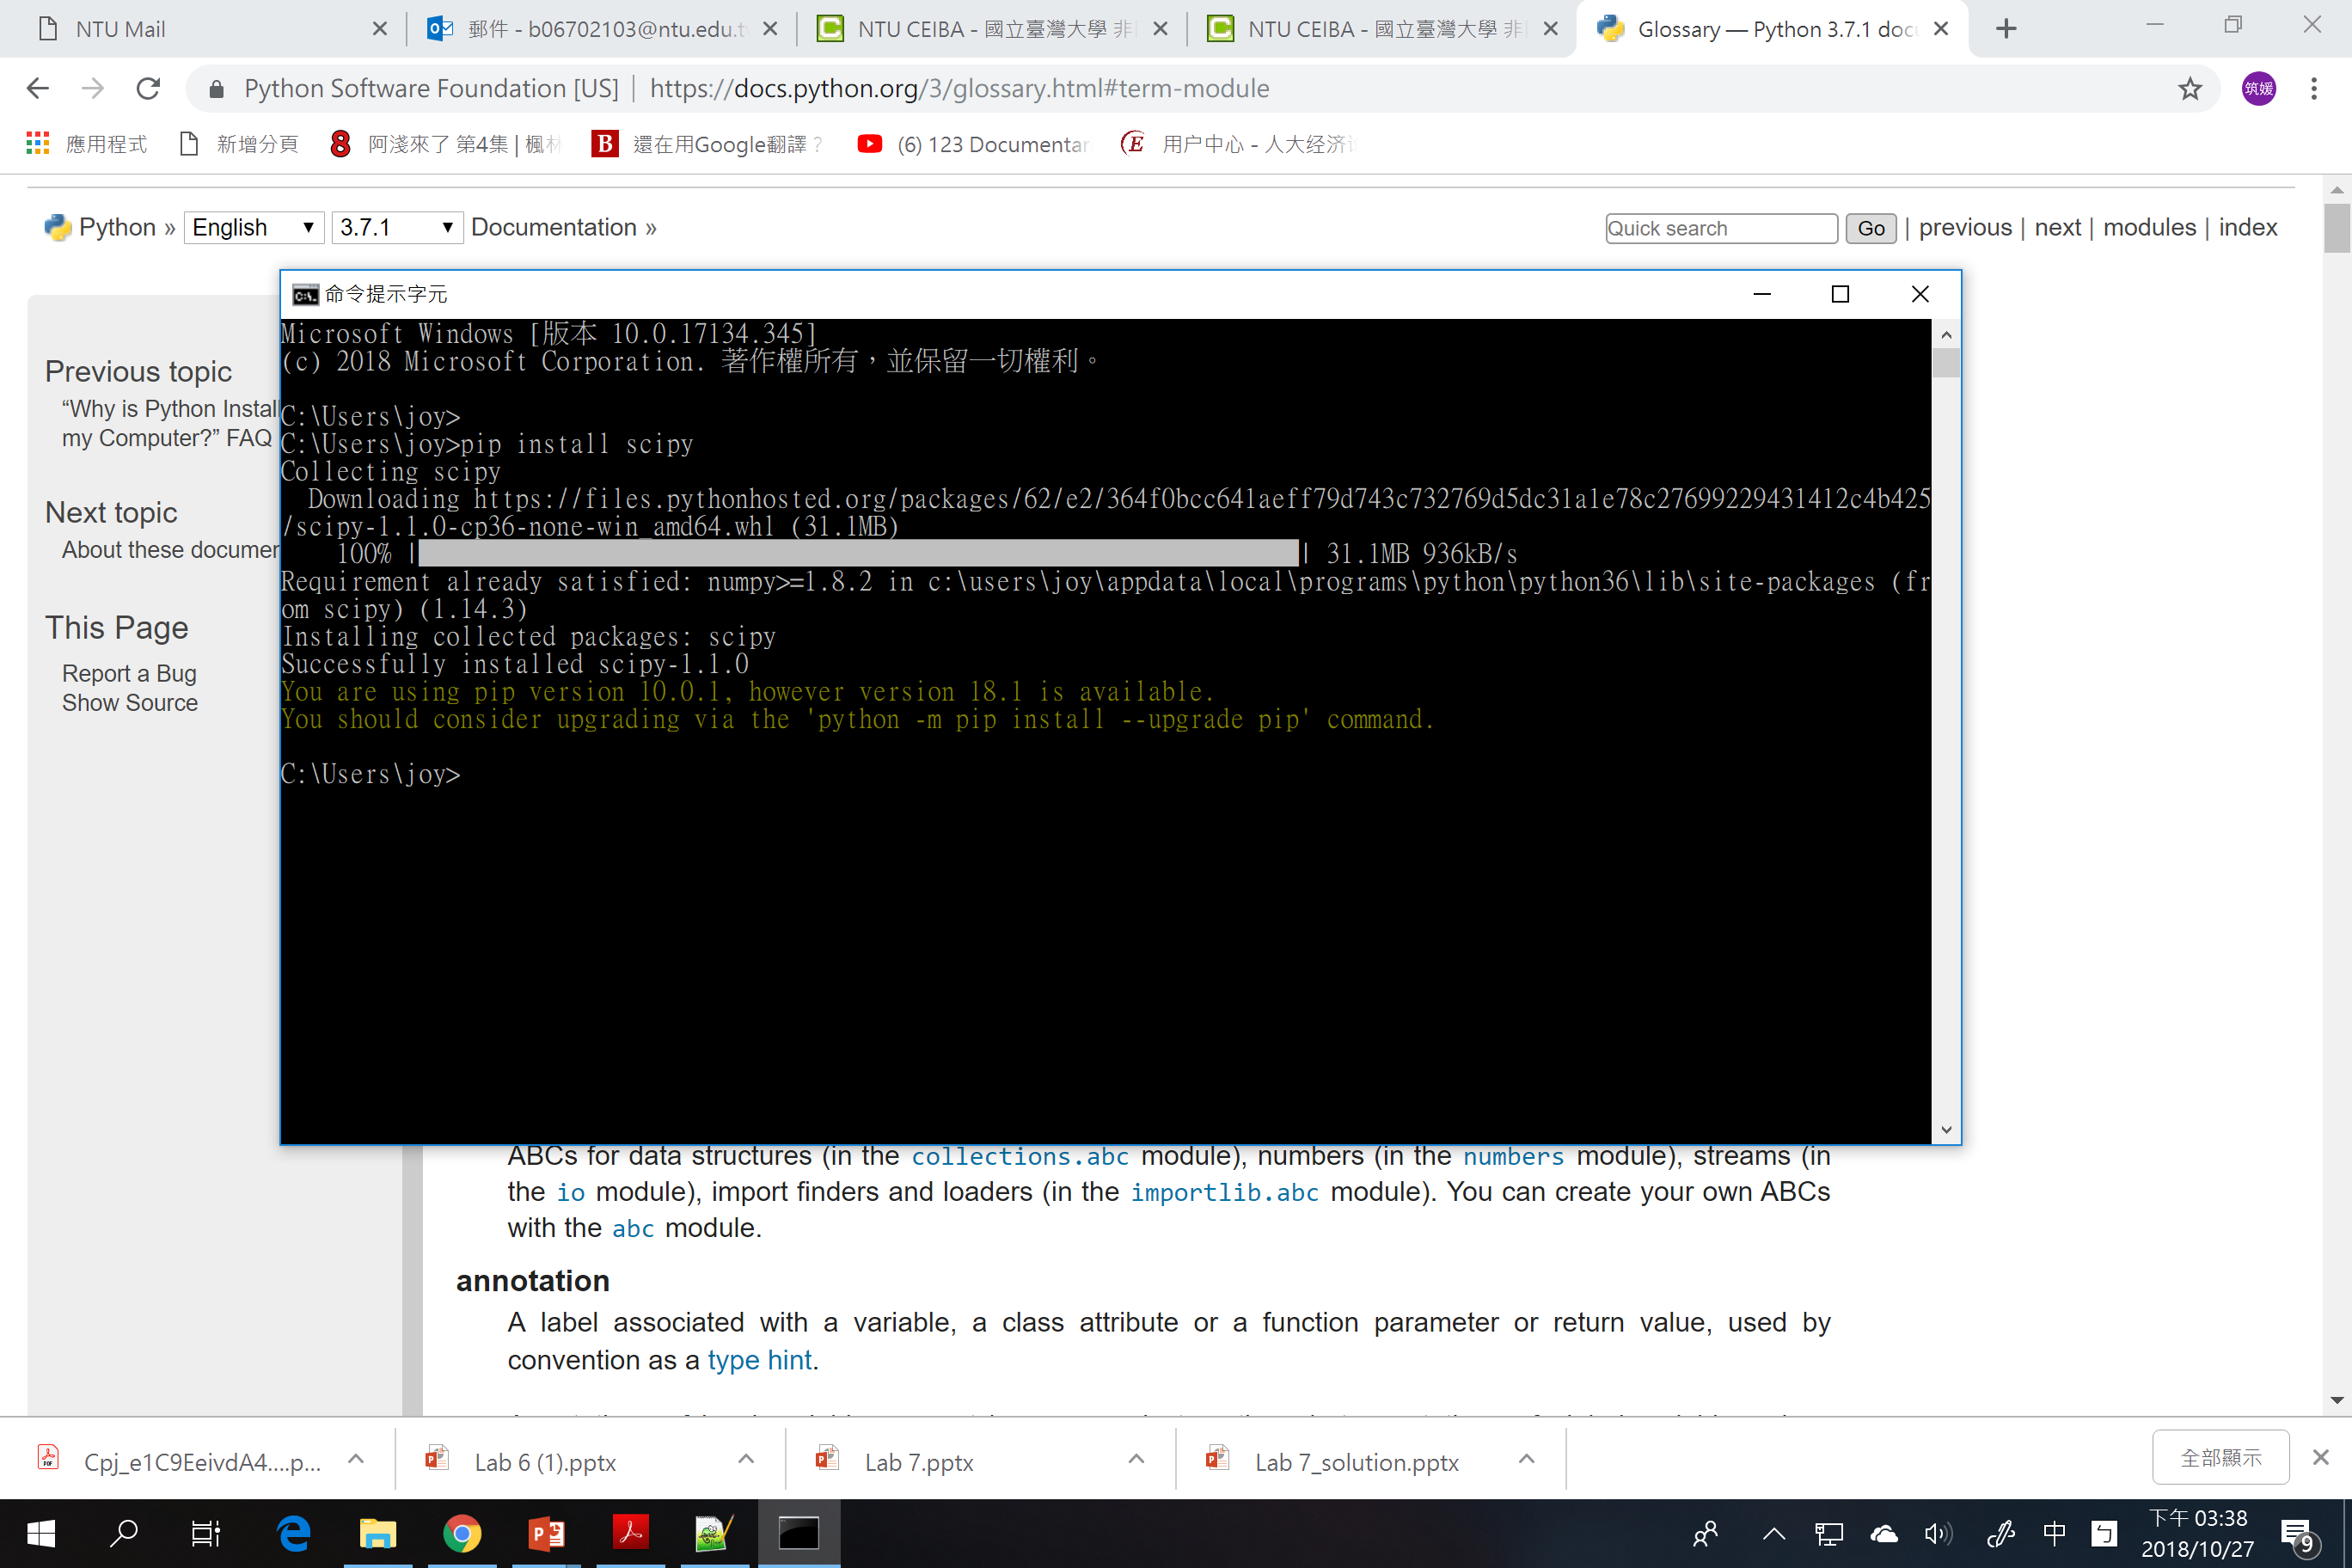 NTU Mail
郵件 - b06702103@ntu.edu.t
NTU CEIBA - 國立臺灣大學 非
NTU CEIBA - 國立臺灣大學 非
Glossary — Python 3.7.1 doc
Python Software Foundation [US] | https://docs.python.org/3/glossary.html#term-module
筑媛
應用程式
新增分頁
阿淺來了 第4集 | 楓林
還在用Google翻譯？
(6) 123 Documentar
用户中心 - 人大经济
Python » English 3.7.1 Documentation »
Quick search Go | previous | next | modules | index
命令提示字元
Previous topic
“Why is Python Install
my Computer?” FAQ
Next topic
About these documen
This Page
Report a Bug
Show Source
Microsoft Windows [版本 10.0.17134.345]
(c) 2018 Microsoft Corporation. 著作權所有，並保留一切權利。
C:\Users\joy>
C:\Users\joy>pip install scipy
Collecting scipy
Downloading https://files.pythonhosted.org/packages/62/e2/364f0bcc641aeff79d743c732769d5dc31a1e78c27699229431412c4b425
/scipy-1.1.0-cp36-none-win_amd64.whl (31.1MB)
100% | | 31.1MB 936kB/s
Requirement already satisfied: numpy>=1.8.2 in c:\users\joy\appdata\local\programs\python\python36\lib\site-packages (fr
om scipy) (1.14.3)
Installing collected packages: scipy
Successfully installed scipy-1.1.0
You are using pip version 10.0.1, however version 18.1 is available.
You should consider upgrading via the 'python -m pip install --upgrade pip' command.
C:\Users\joy>
ABCs for data structures (in the collections.abc module), numbers (in the numbers module), streams (in
the io module), import finders and loaders (in the importlib.abc module). You can create your own ABCs
with the abc module.
annotation
A label associated with a variable, a class attribute or a function parameter or return value, used by
convention as a type hint.
Cpj_e1C9EeivdA4....p...
Lab 6 (1).pptx
Lab 7.pptx
Lab 7_solution.pptx
全部顯示
中
ㄅ
下午 03:38
2018/10/27
9